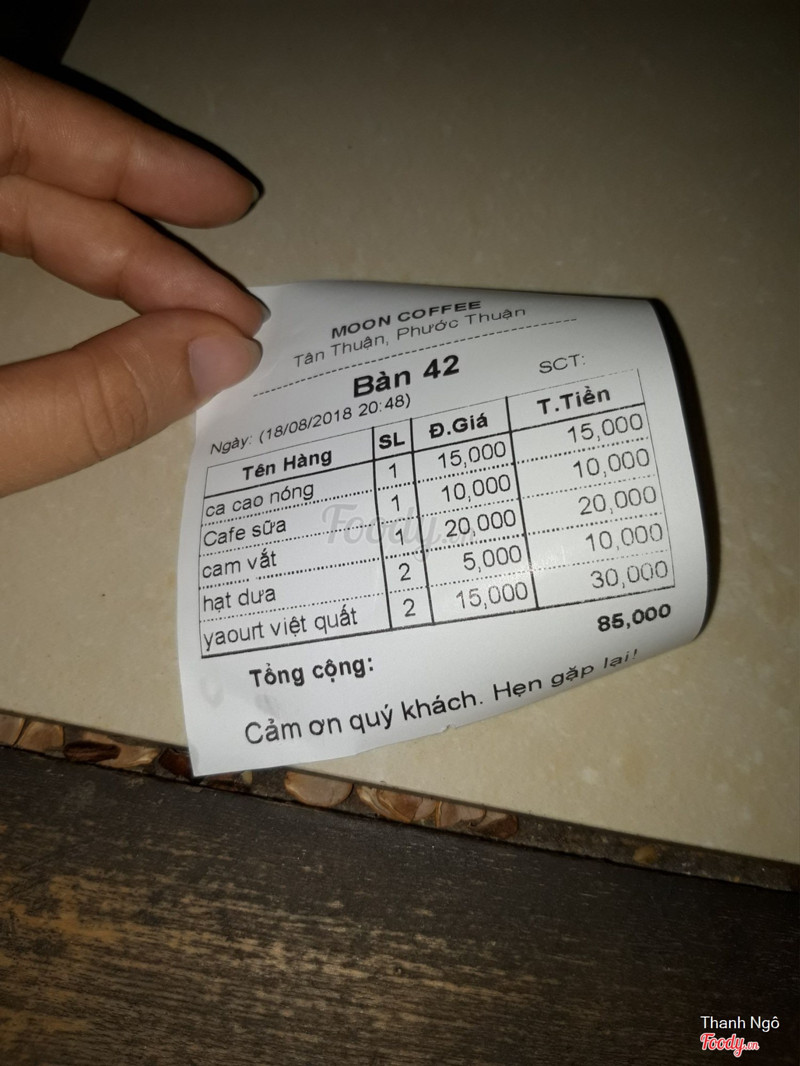 MOON COFFEE
Tân Thuận, Phước Thuận
Bàn 42
SCT:
Ngày: (18/08/2018 20:48)
Tên Hàng SL Đ.Giá T.Tiền
ca cao nóng 1 15,000 15,000
Cafe sữa 1 10,000 10,000
cam vắt 1 20,000 20,000
hạt dưa 2 5,000 10,000
yaourt việt quất 2 15,000 30,000
Tổng cộng: 85,000
Cảm ơn quý khách. Hẹn gặp lại!
Foody.vn
Thanh Ngô
Foody.vn